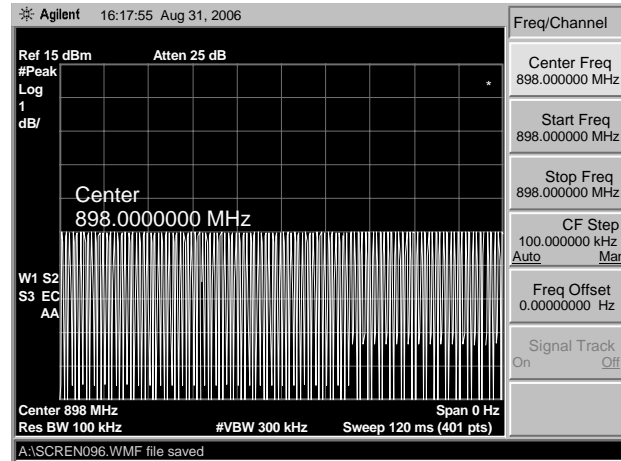 Agilent 16:17:55 Aug 31, 2006
Freq/Channel
Ref 15 dBm Atten 25 dB
#Peak
Log
1
dB/
*
Center
898.0000000 MHz
W1 S2
S3 EC
AA
Center 898 MHz Span 0 Hz
Res BW 100 kHz #VBW 300 kHz Sweep 120 ms (401 pts)
A:\SCREN096.WMF file saved
Center Freq
898.000000 MHz
Start Freq
898.000000 MHz
Stop Freq
898.000000 MHz
CF Step
100.000000 kHz
Auto Man
Freq Offset
0.00000000 Hz
Signal Track
On Off